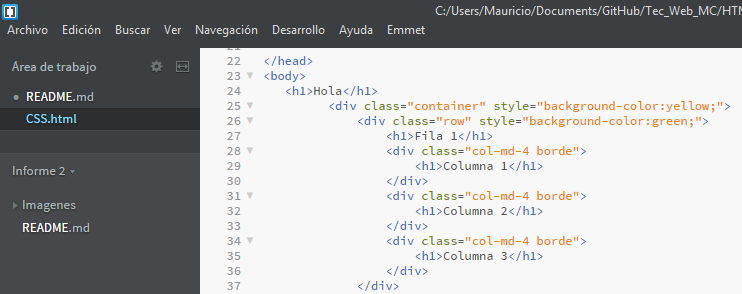 C:/Users/Mauricio/Documents/GitHub/Tec_Web_MC/HTM
Archivo Edición Buscar Ver Navegación Desarrollo Ayuda Emmet
Area de trabajo
README.md
CSS.html
Informe 2
Imagenes
README.md
22 </head>
23 <body>
24 <h1>Hola</h1>
25 <div class="container" style="background-color:yellow;">
26 <div class="row" style="background-color:green;">
27 <h1>Fila 1</h1>
28 <div class="col-md-4 borde">
29 <h1>Columna 1</h1>
30 </div>
31 <div class="col-md-4 borde">
32 <h1>Columna 2</h1>
33 </div>
34 <div class="col-md-4 borde">
35 <h1>Columna 3</h1>
36 </div>
37 </div>